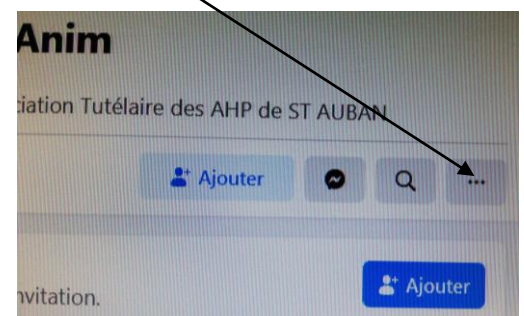 Anim
ciation Tutélaire des AHP de ST AUBAN
Ajouter
Ajouter
nvitation.